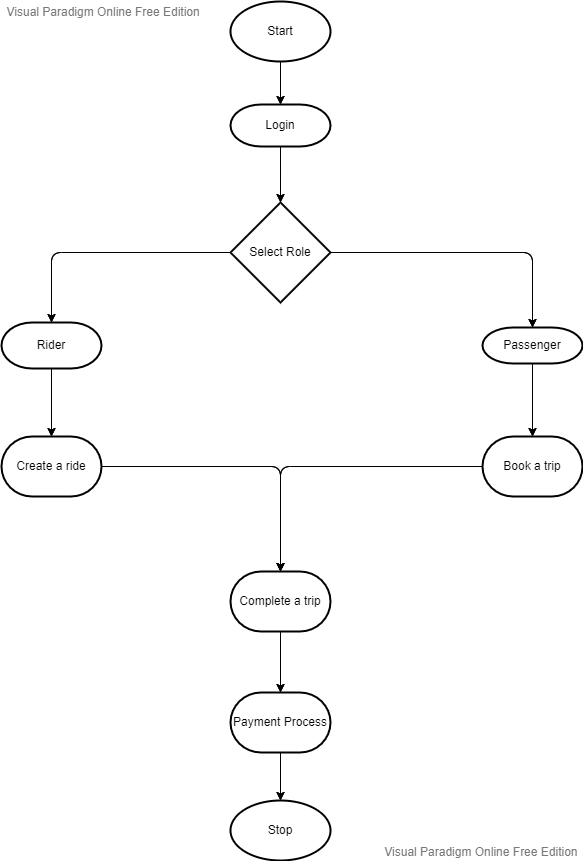 Visual Paradigm Online Free Edition
Start
Login
Select Role
Rider
Passenger
Create a ride
Book a trip
Complete a trip
Payment Process
Stop
Visual Paradigm Online Free Edition